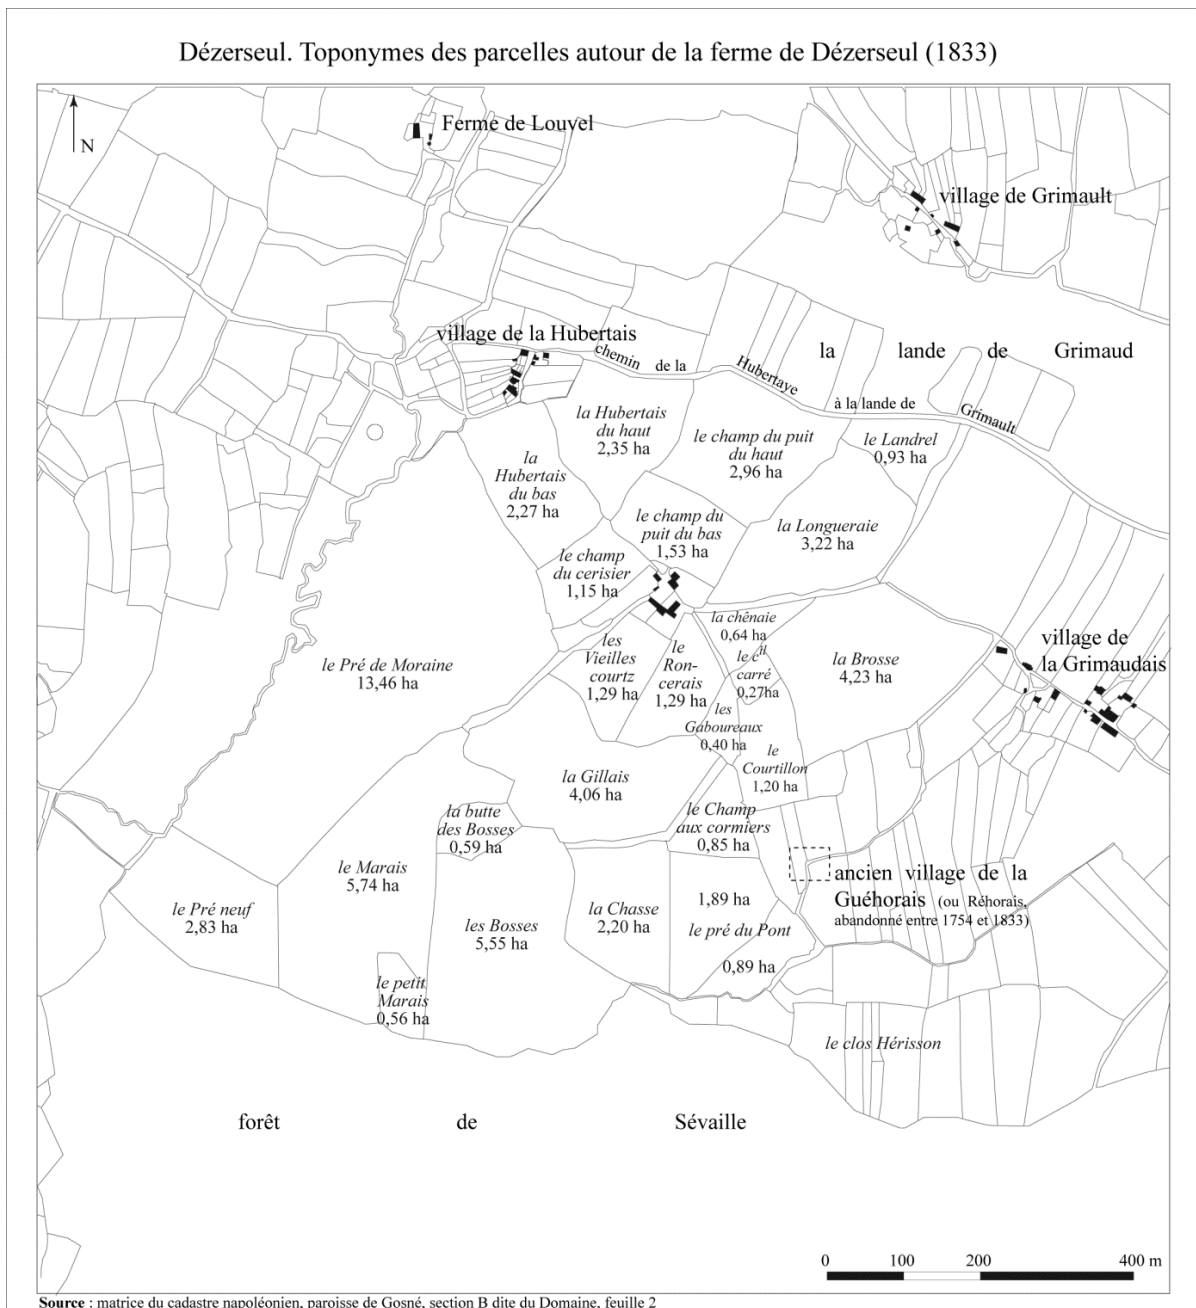 Dézerseul. Toponymes des parcelles autour de la ferme de Dézerseul (1833)
N
Ferme de Louvel
village de Grimault
village de la Hubertais
la lande de Grimaud
chemin de la Hubertaye à la lande de Grimault
la Hubertais
du haut
2,35 ha
le champ du puit
du haut
2,96 ha
le Landrel
0,93 ha
la
Hubertais
du bas
2,27 ha
le champ du
puit du bas
1,53 ha
la Longueraie
3,22 ha
le champ
du cerisier
1,15 ha
la chênaie
0,64 ha
les
Vieilles
courtz
1,29 ha
le
Ron-
cerais
1,29 ha
le cil
carré
0,27ha
la Brosse
4,23 ha
village de
la Grimaudais
le Pré de Moraine
13,46 ha
les
Gaboureaux
0,40 ha
le
Courtillon
1,20 ha
la Gillais
4,06 ha
la butte
des Bosses
0,59 ha
le Champ
aux cormiers
0,85 ha
le Marais
5,74 ha
ancien village de la
Guéhorais (ou Réhorais,
abandonné entre 1754 et 1833)
le Pré neuf
2,83 ha
les Bosses
5,55 ha
la Chasse
2,20 ha
1,89 ha
le pré du Pont
0,89 ha
le petit
Marais
0,56 ha
le clos Hérisson
forêt de Sévaille
0 100 200 400 m
Source : matrice du cadastre napoléonien, paroisse de Gosné, section B dite du Domaine, feuille 2